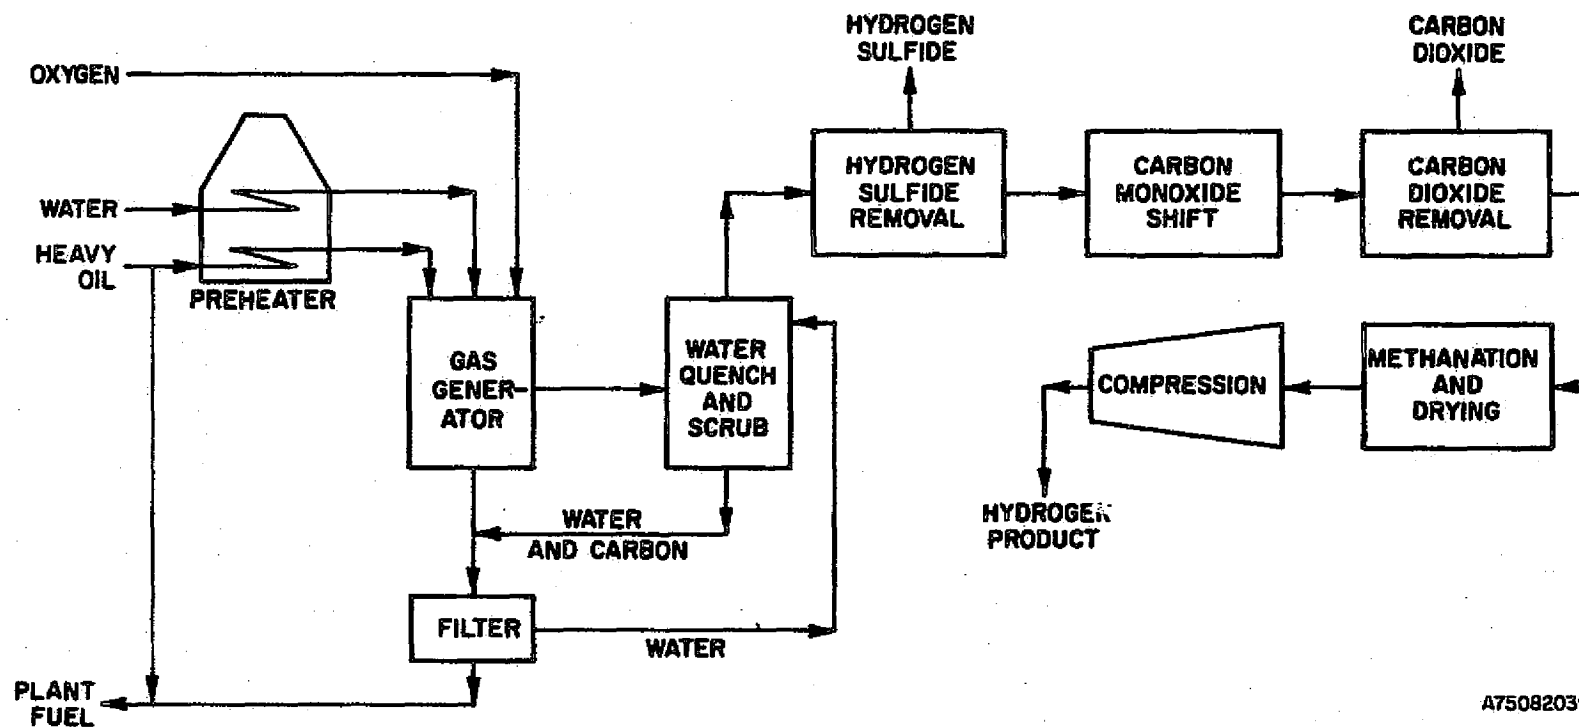 HYDROGEN
SULFIDE
CARBON
DIOXIDE
OXYGEN
WATER
HEAVY
OIL
PREHEATER
GAS
GENER-
ATOR
WATER
QUENCH
AND
SCRUB
HYDROGEN
SULFIDE
REMOVAL
CARBON
MONOXIDE
SHIFT
CARBON
DIOXIDE
REMOVAL
METHANATION
AND
DRYING
COMPRESSION
HYDROGEN
PRODUCT
WATER
AND CARBON
FILTER
WATER
PLANT
FUEL